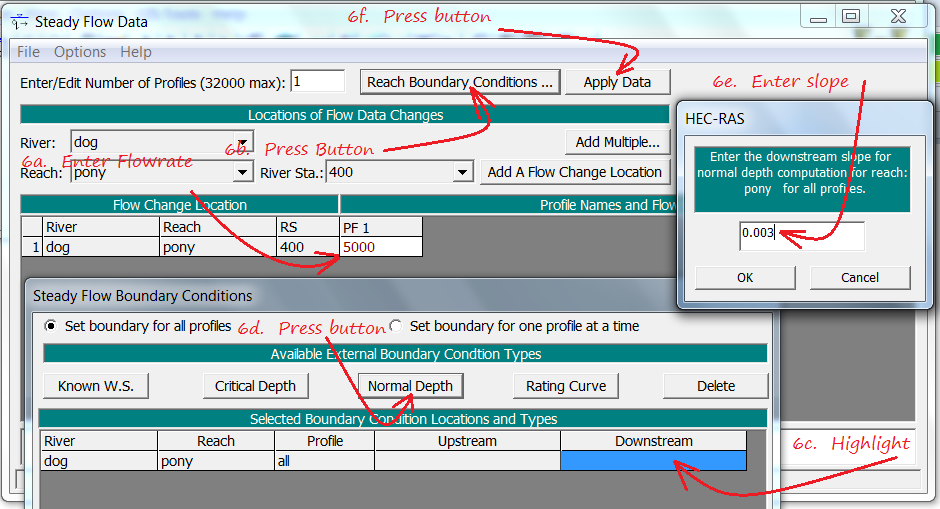 Steady Flow Data
6f. Press button
File Options Help
Enter/Edit Number of Profiles (32000 max): 1 Reach Boundary Conditions ... Apply Data
6e. Enter slope
Locations of Flow Data Changes
HEC-RAS
River: dog Add Multiple...
6a. Enter Flowrate 6b. Press Button
Reach: pony River Sta.: 400 Add A Flow Change Location
Enter the downstream slope for
normal depth computation for reach:
pony for all profiles.
Flow Change Location Profile Names and Flow
River Reach RS PF 1
1 dog pony 400 5000
0.003
OK Cancel
Steady Flow Boundary Conditions
Set boundary for all profiles 6d. Press button Set boundary for one profile at a time
Available External Boundary Condtion Types
Known W.S. Critical Depth Normal Depth Rating Curve Delete
Selected Boundary Condition Locations and Types
River Reach Profile Upstream Downstream
6c. Highlight
dog pony all